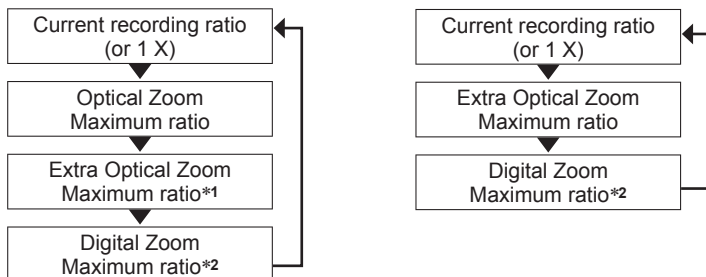 Current recording ratio
(or 1 X)
Optical Zoom
Maximum ratio
Extra Optical Zoom
Maximum ratio*1
Digital Zoom
Maximum ratio*2
Current recording ratio
(or 1 X)
Extra Optical Zoom
Maximum ratio
Digital Zoom
Maximum ratio*2